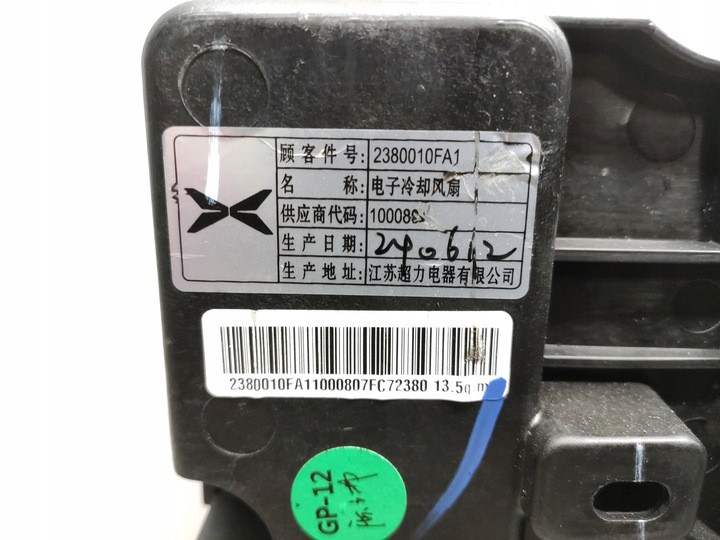 顾客件号: 2380010FA1
名 称: 电子冷却风扇
供应商代码: 100088
生产日期: 240612
生产地址: 江苏超力电器有限公司
2380010FA11000807FC72380 13.5q m
GP-12